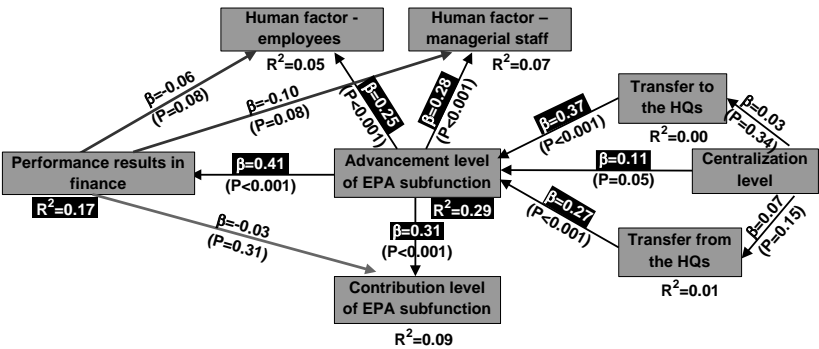 Human factor -
employees
R²=0.05
Human factor –
managerial staff
R²=0.07
β=-0.06
(P=0.08)
β=-0.10
(P=0.08)
β=0.25
(P<0.001)
β=0.28
(P<0.001)
Transfer to
the HQs
R²=0.00
β=0.37
(P<0.001)
β=0.03
(P=0.34)
Performance results in
finance
R²=0.17
β=0.41
(P<0.001)
Advancement level
of EPA subfunction
R²=0.29
β=0.11
(P=0.05)
Centralization
level
β=-0.03
(P=0.31)
β=0.31
(P<0.001)
β=0.27
(P<0.001)
β=0.07
(P=0.15)
Transfer from
the HQs
R²=0.01
Contribution level
of EPA subfunction
R²=0.09